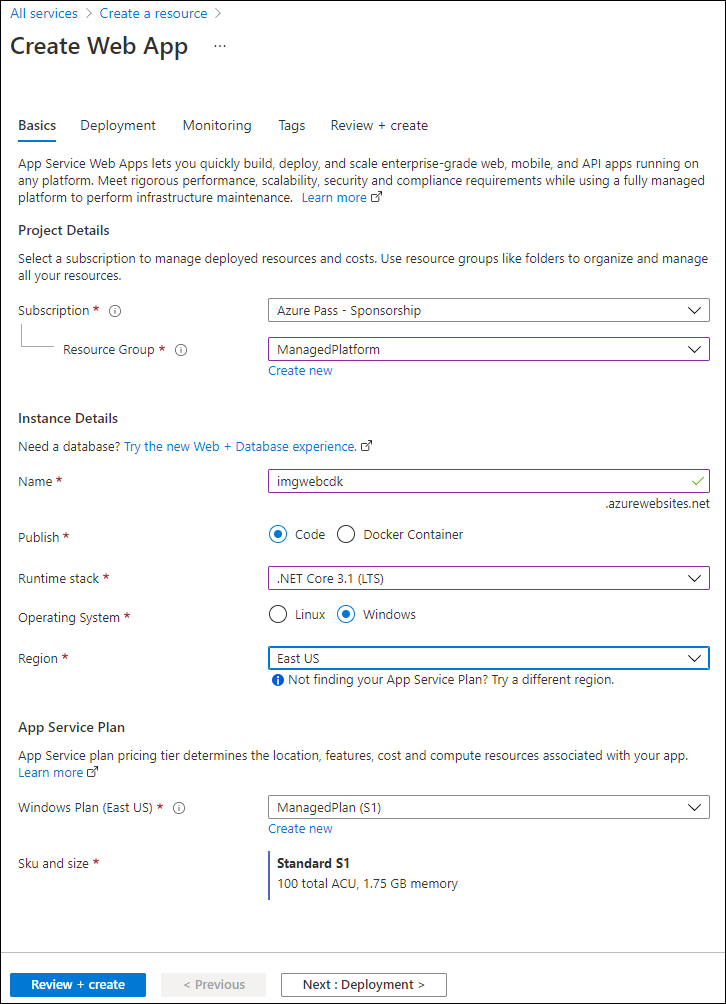 All services > Create a resource >
Create Web App ...
Basics Deployment Monitoring Tags Review + create
App Service Web Apps lets you quickly build, deploy, and scale enterprise-grade web, mobile, and API apps running on
any platform. Meet rigorous performance, scalability, security and compliance requirements while using a fully managed
platform to perform infrastructure maintenance. Learn more
Project Details
Select a subscription to manage deployed resources and costs. Use resource groups like folders to organize and manage
all your resources.
Subscription * Azure Pass - Sponsorship
Resource Group * ManagedPlatform
Create new
Instance Details
Need a database? Try the new Web + Database experience.
Name * imgwebcdk
.azurewebsites.net
Publish * Code Docker Container
Runtime stack * .NET Core 3.1 (LTS)
Operating System * Linux Windows
Region * East US
Not finding your App Service Plan? Try a different region.
App Service Plan
App Service plan pricing tier determines the location, features, cost and compute resources associated with your app.
Learn more
Windows Plan (East US) * ManagedPlan (S1)
Create new
Sku and size * Standard S1
100 total ACU, 1.75 GB memory
Review + create < Previous Next : Deployment >